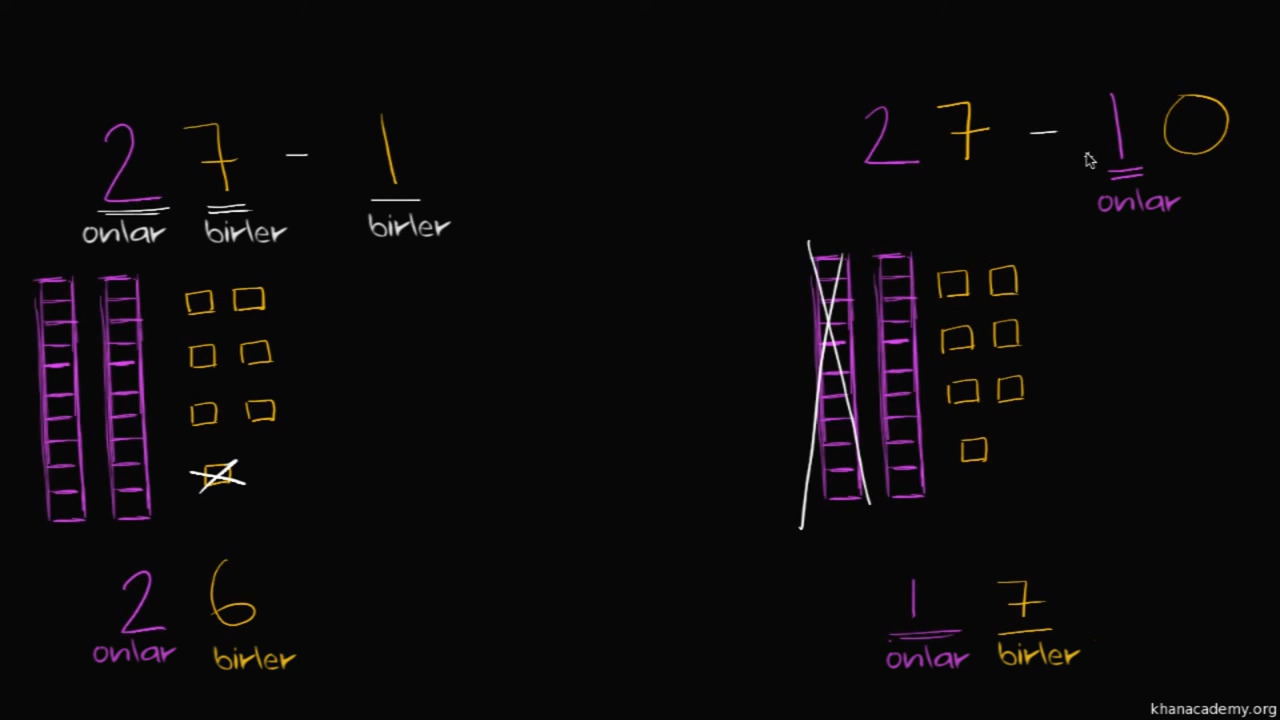 27 - 1
onlar birler birler
27 - 10
onlar
26
onlar birler
17
onlar birler
khanacademy.org